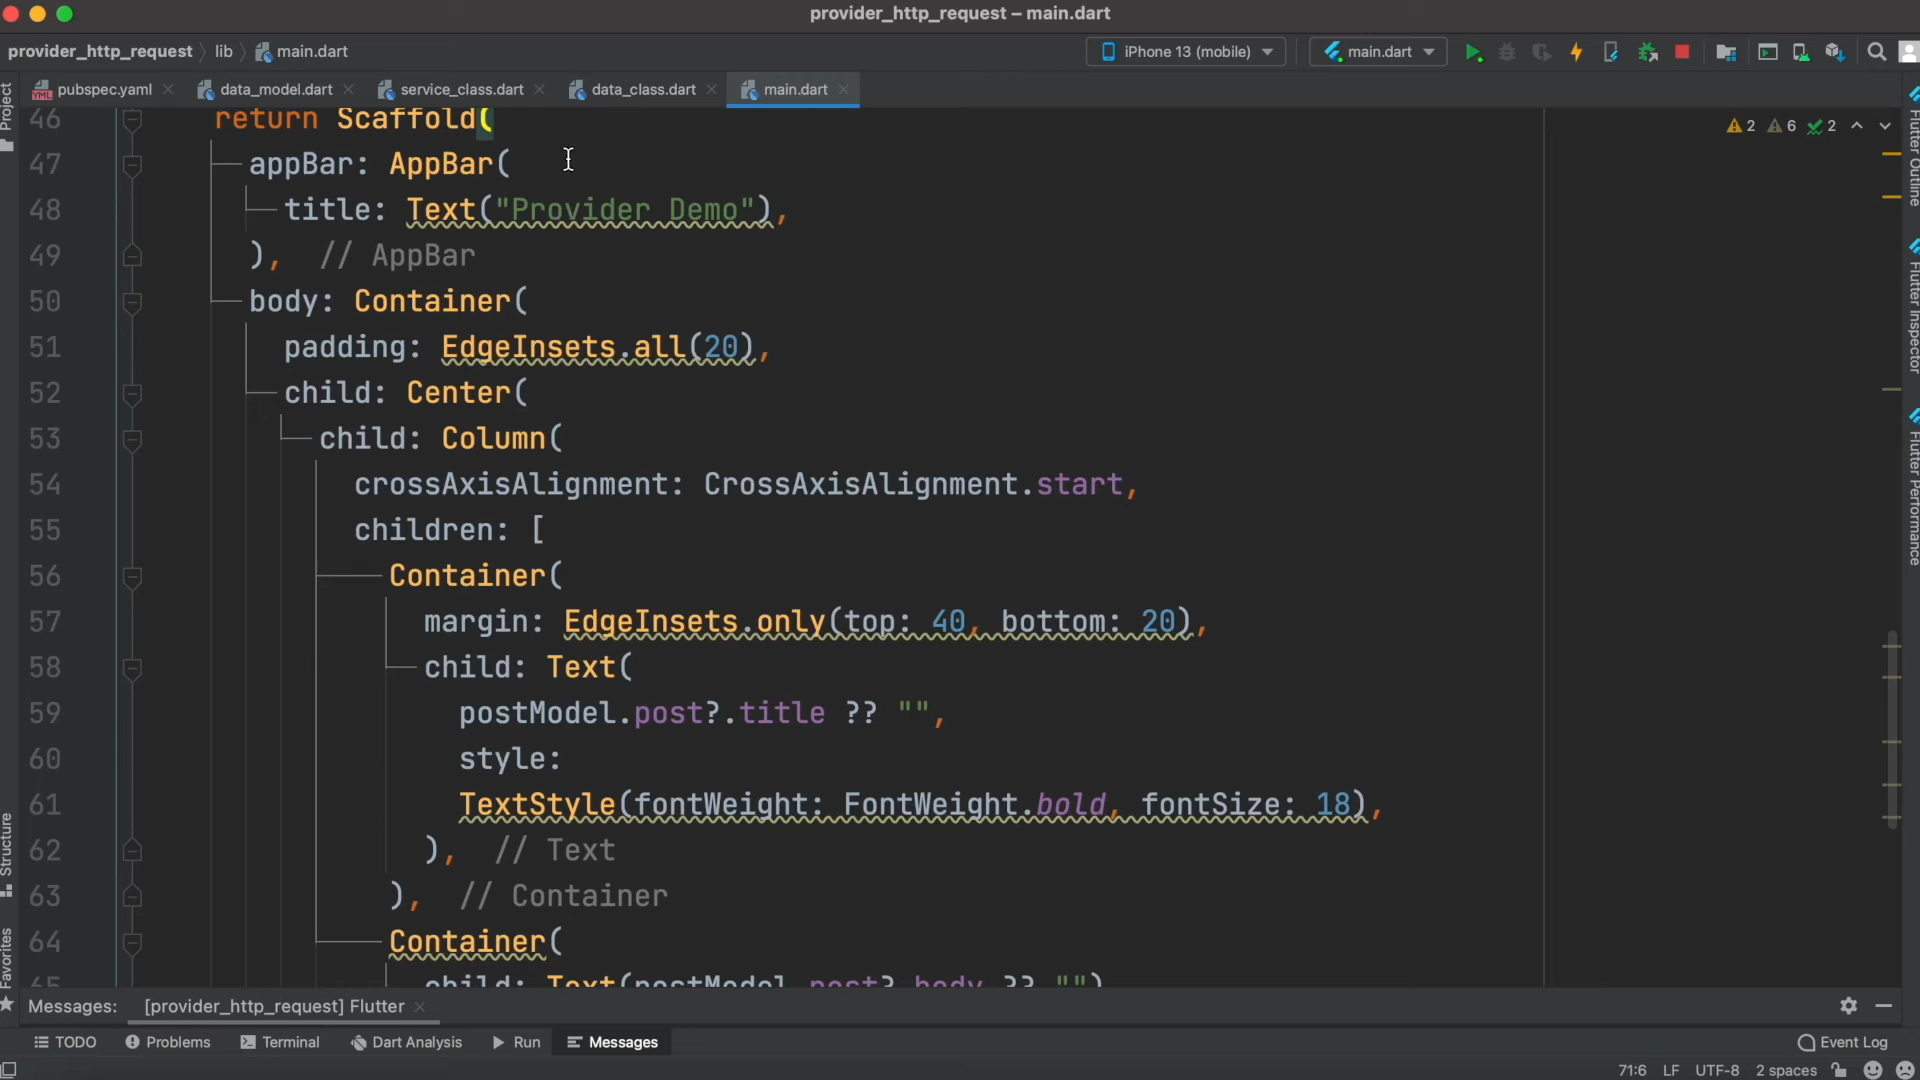 provider_http_request – main.dart
provider_http_request lib main.dart
iPhone 13 (mobile) main.dart
pubspec.yaml data_model.dart service_class.dart data_class.dart main.dart
Project
Structure
Favorites
46 return Scaffold(
47 appBar: AppBar(
48 title: Text("Provider Demo"),
49 ), // AppBar
50 body: Container(
51 padding: EdgeInsets.all(20),
52 child: Center(
53 child: Column(
54 crossAxisAlignment: CrossAxisAlignment.start,
55 children: [
56 Container(
57 margin: EdgeInsets.only(top: 40, bottom: 20),
58 child: Text(
59 postModel.post?.title ?? "",
60 style:
61 TextStyle(fontWeight: FontWeight.bold, fontSize: 18),
62 ), // Text
63 ), // Container
64 Container(
65 child: Text(postModel.post?.body ?? "")
2 6 2
Flutter Outline
Flutter Inspector
Flutter Performance
Messages: [provider_http_request] Flutter
TODO Problems Terminal Dart Analysis Run Messages Event Log
71:6 LF UTF-8 2 spaces